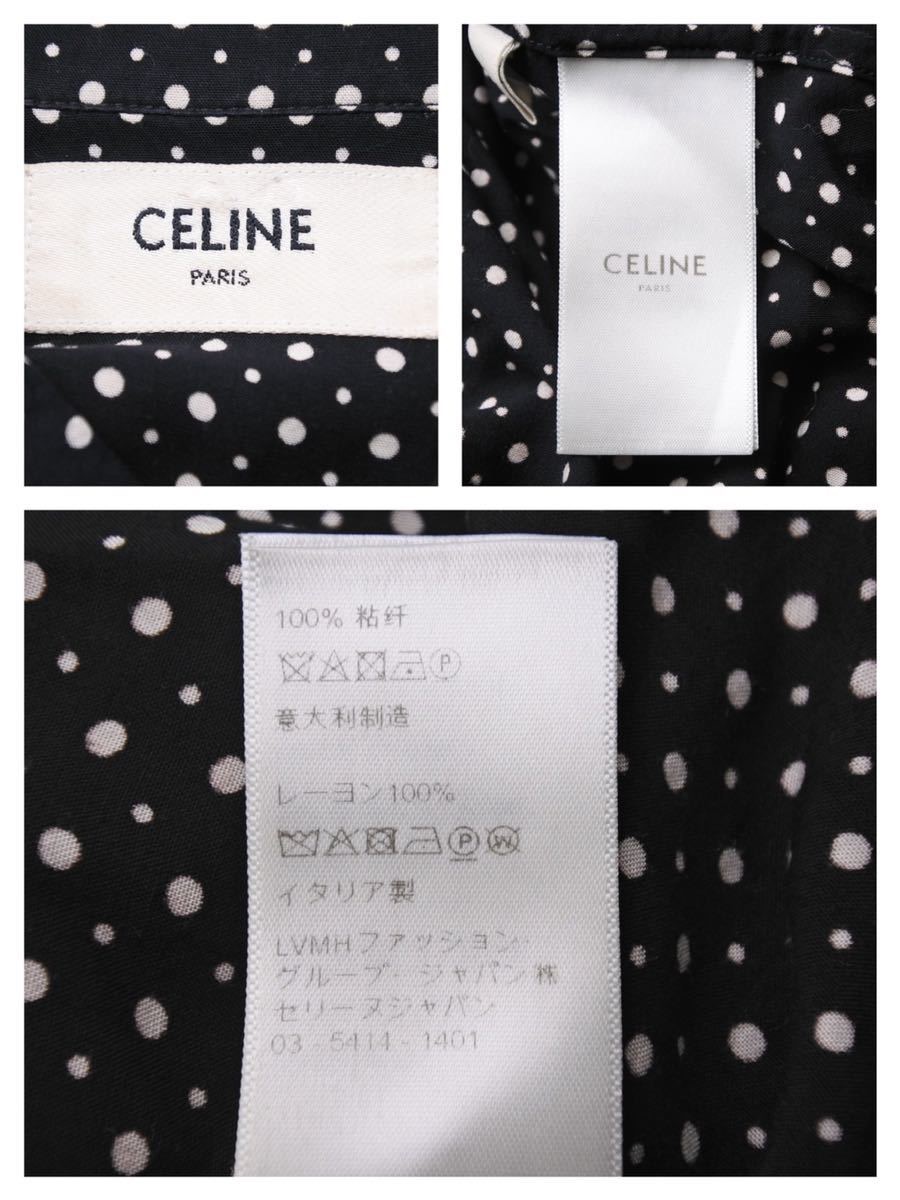 CELINE
PARIS
CELINE
PARIS
100% 粘纤
P
意大利制造
レーヨン100%
P W
イタリア製
LVMHファッション・
グループ・ジャパン㈱
セリーヌジャパン
03-5414-1401